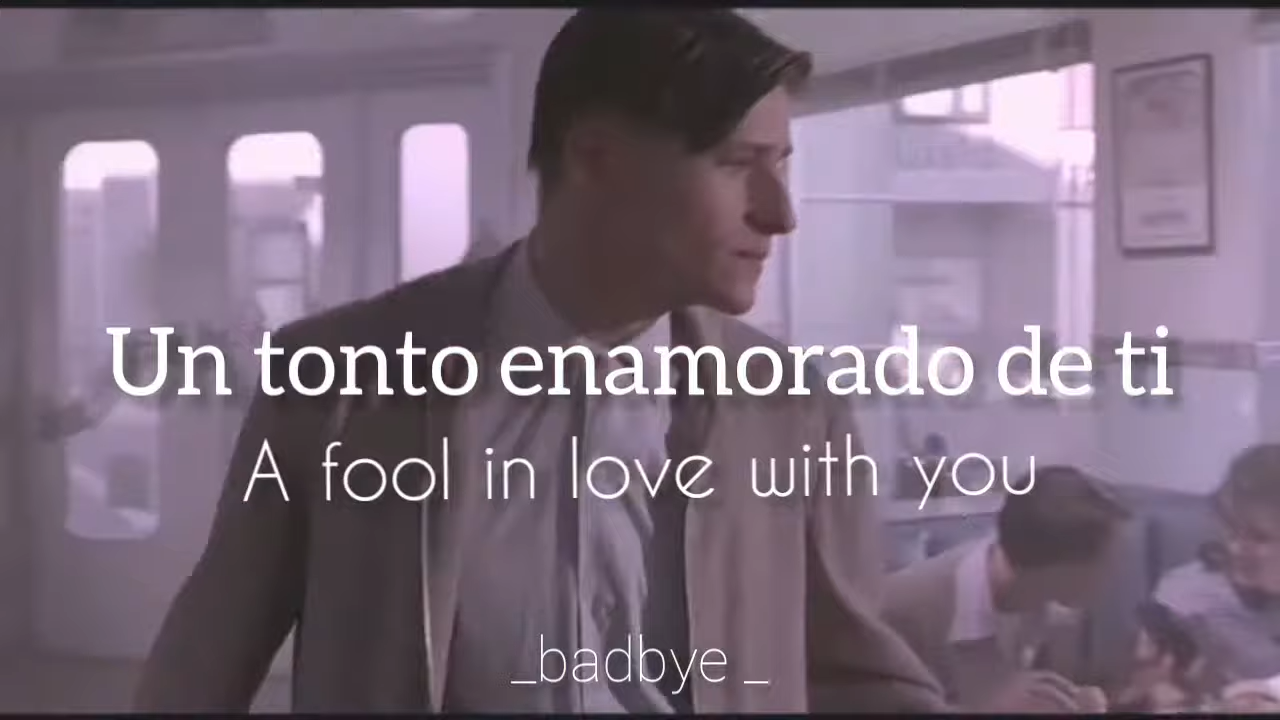 Un tonto enamorado de ti
A fool in love with you
_badbye _